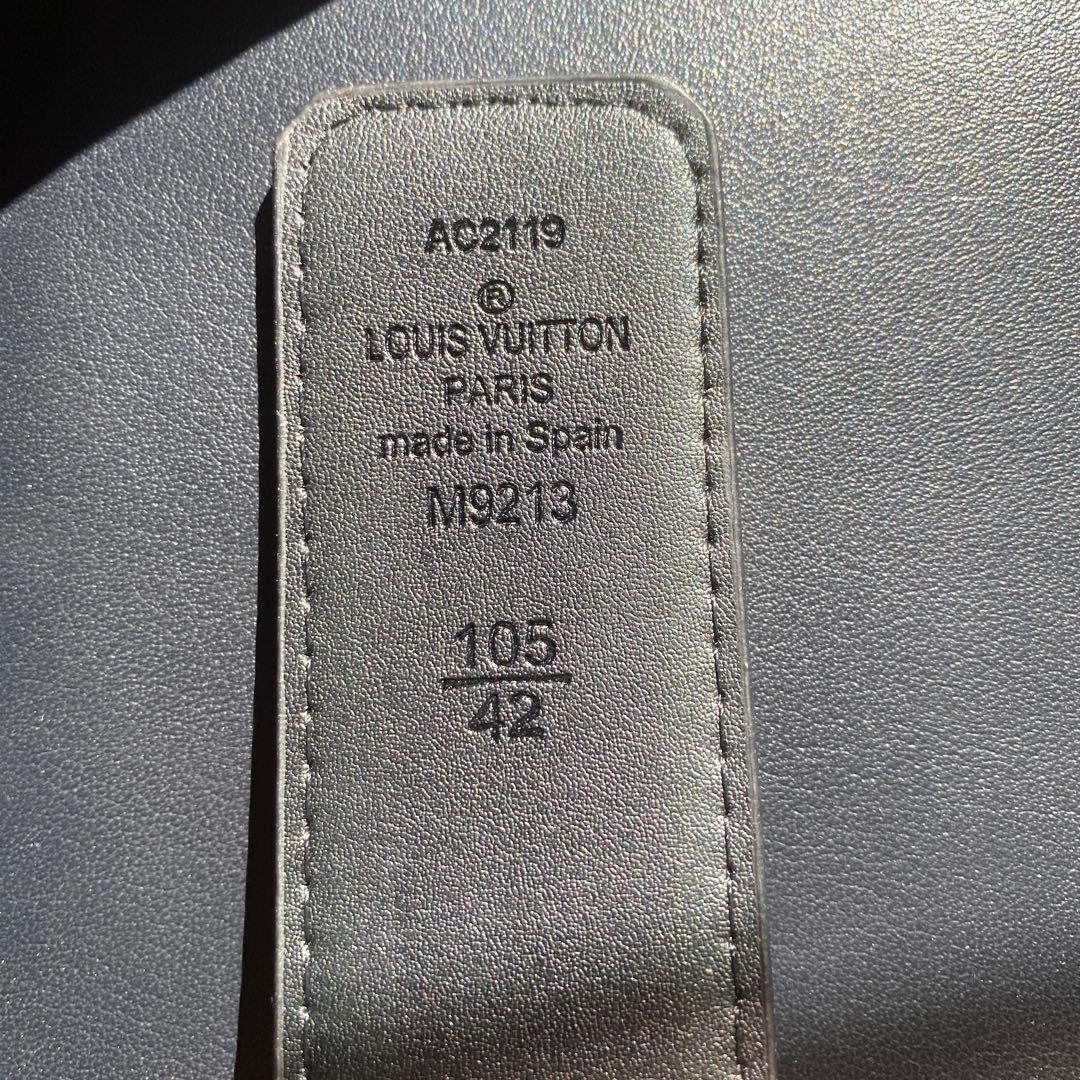 AC2119
®
LOUIS VUITTON
PARIS
made in Spain
M9213
105
42